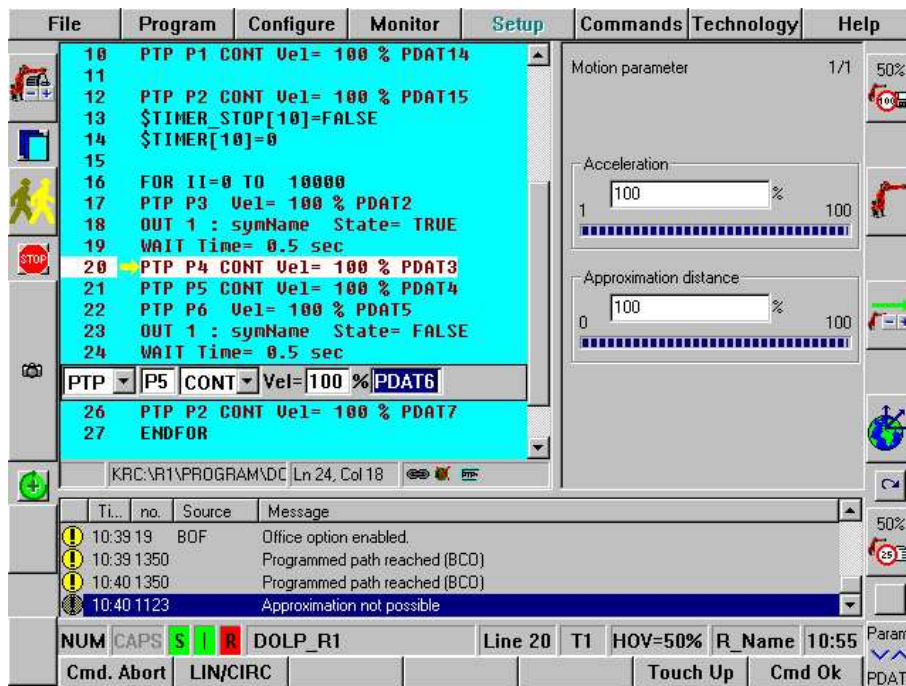 File Program Configure Monitor Setup Commands Technology Help
10 PTP P1 CONT Vel= 100 % PDAT14
11
12 PTP P2 CONT Vel= 100 % PDAT15
13 $TIMER_STOP[10]=FALSE
14 $TIMER[10]=0
15
16 FOR II=0 TO 10000
17 PTP P3 Vel= 100 % PDAT2
18 OUT 1 : symName State= TRUE
19 WAIT Time= 0.5 sec
20 PTP P4 CONT Vel= 100 % PDAT3
21 PTP P5 CONT Vel= 100 % PDAT4
22 PTP P6 Vel= 100 % PDAT5
23 OUT 1 : symName State= FALSE
24 WAIT Time= 0.5 sec
PTP P5 CONT Vel= 100 % PDAT6
26 PTP P2 CONT Vel= 100 % PDAT7
27 ENDFOR
KRC:\R1\PROGRAM\DO Ln 24, Col 18
Motion parameter 1/1
Acceleration
100 %
1 100
Approximation distance
100 %
0 100
STOP
50%
100
50%
25
Ti... no. Source Message
10:39 19 BOF Office option enabled.
10:39 1350 Programmed path reached (BCO)
10:40 1350 Programmed path reached (BCO)
10:40 1123 Approximation not possible
NUM CAPS S I R DOLP_R1 Line 20 T1 HOV=50% R_Name 10:55
Cmd. Abort LIN/CIRC Touch Up Cmd Ok
Param
PDAT